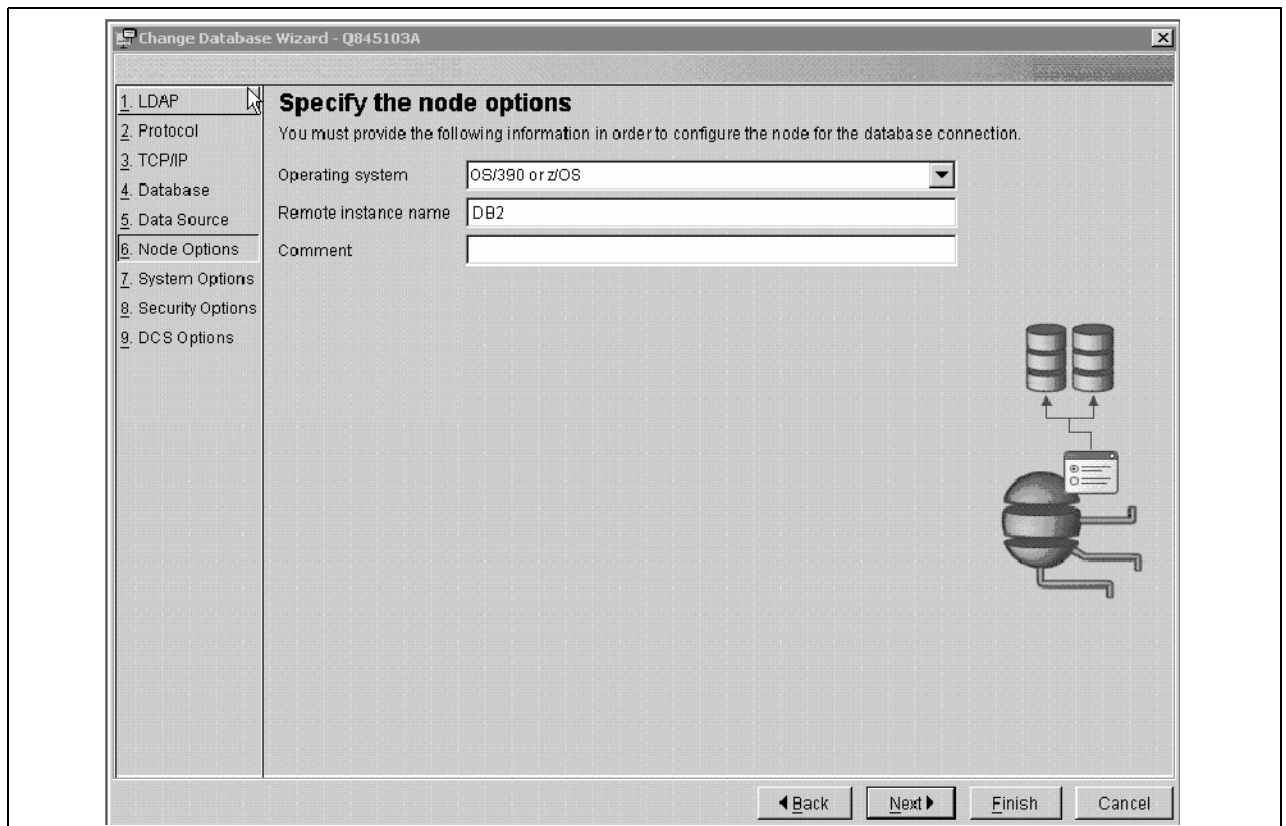 Change Database Wizard - Q845103A
1. LDAP
2. Protocol
3. TCP/IP
4. Database
5. Data Source
6. Node Options
7. System Options
8. Security Options
9. DCS Options
Specify the node options
You must provide the following information in order to configure the node for the database connection.
Operating system OS/390 or z/OS
Remote instance name DB2
Comment
Back Next Finish Cancel